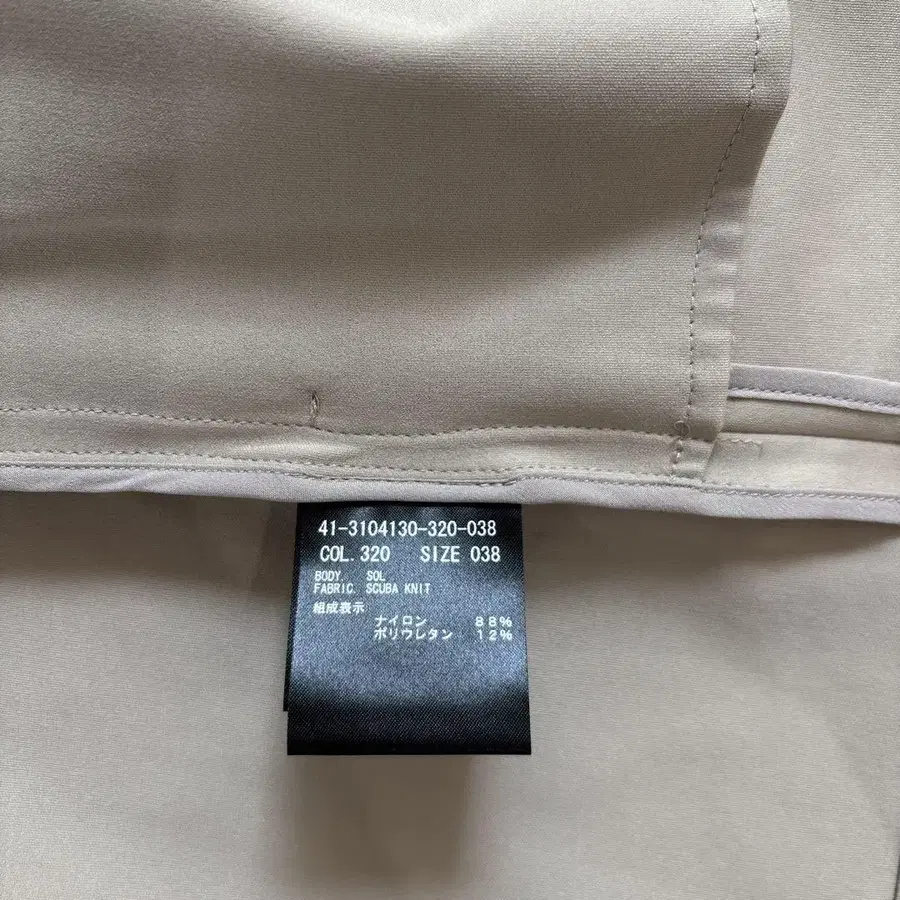 41-3104130-320-038
COL. 320 SIZE 038
BODY. SOL
FABRIC. SCUBA KNIT
組成表示
ナイロン 88%
ポリウレタン 12%